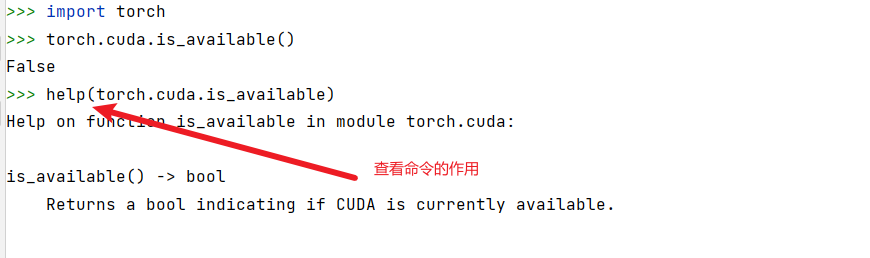 >>> import torch
>>> torch.cuda.is_available()
False
>>> help(torch.cuda.is_available)
Help on function is_available in module torch.cuda:
查看命令的作用
is_available() -> bool
    Returns a bool indicating if CUDA is currently available.